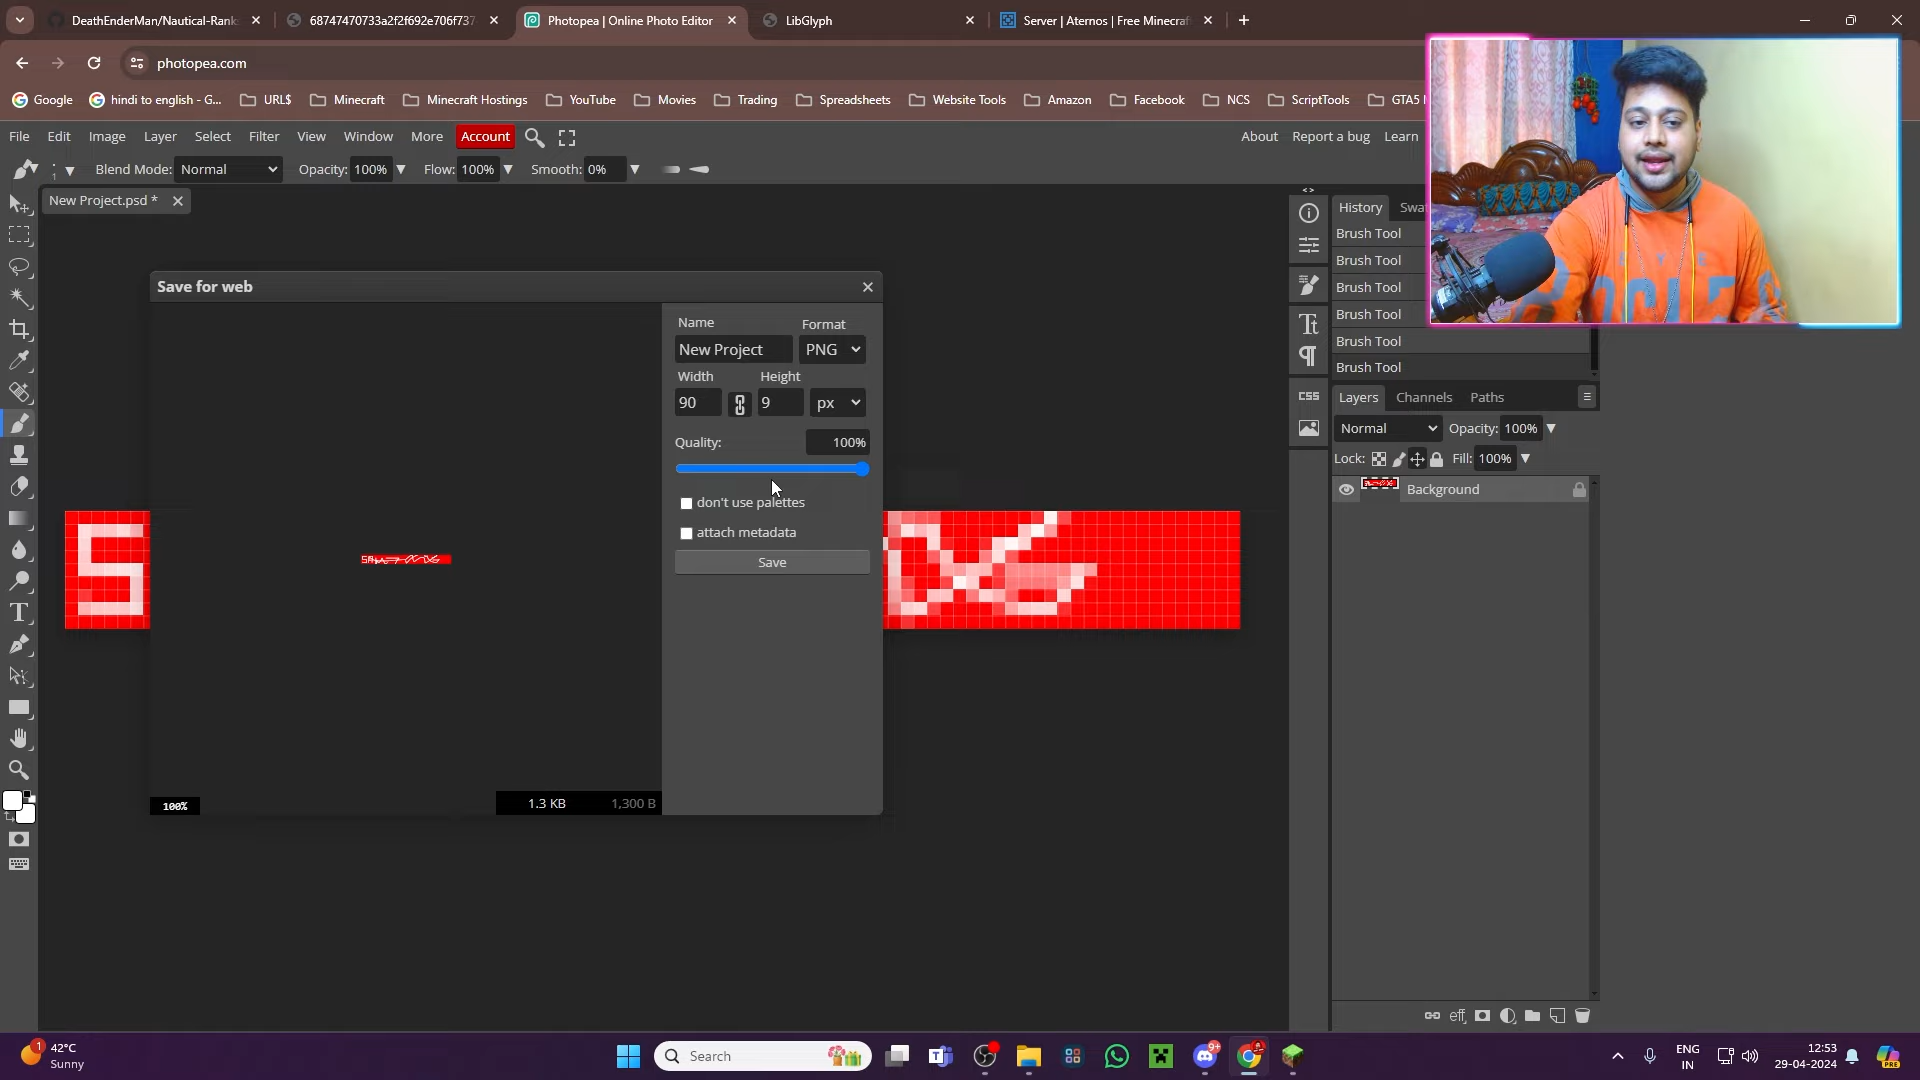 DeathEnderMan/Nautical-Rank
68747470733a2f2f692e706f737
Photopea | Online Photo Editor
LibGlyph
Server | Aternos | Free Minecraf
photopea.com
Google
hindi to english - G...
URL$
Minecraft
Minecraft Hostings
YouTube
Movies
Trading
Spreadsheets
Website Tools
Amazon
Facebook
NCS
ScriptTools
GTA5
File Edit Image Layer Select Filter View Window More Account
About Report a bug Learn
1
Blend Mode: Normal
Opacity: 100%
Flow: 100%
Smooth: 0%
New Project.psd *
History Swa
Brush Tool
Brush Tool
Brush Tool
Brush Tool
Brush Tool
Brush Tool
Save for web
Name Format
New Project PNG
Width Height
90 9 px
Quality: 100%
don't use palettes
attach metadata
Save
S
100%
1.3 KB 1,300 B
CSS
Layers Channels Paths
Normal Opacity: 100%
Lock: Fill: 100%
Background
eff
1
42°C
Sunny
Search
9+
ENG
IN
12:53
29-04-2024
PRE